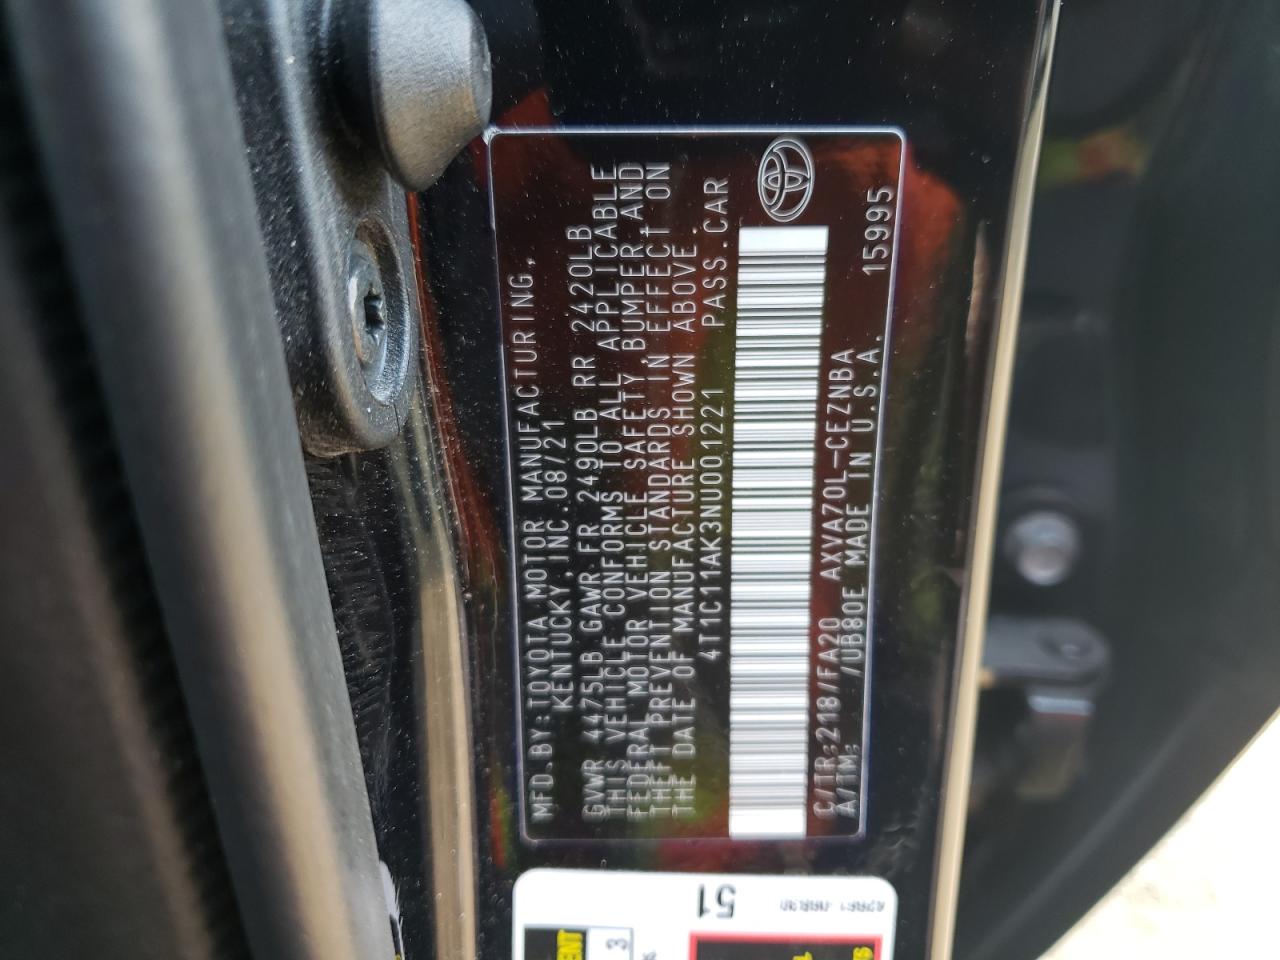 MFD.BY:TOYOTA MOTOR MANUFACTURING,
KENTUCKY,INC.08/21
GVWR 4475LB GAWR FR 2490LB RR 2420LB
THIS VEHICLE CONFORMS TO ALL APPLICABLE
FEDERAL MOTOR VEHICLE SAFETY,BUMPER,AND
THEFT PREVENTION STANDARDS IN EFFECT ON
THE DATE OF MANUFACTURE SHOWN ABOVE.
4T1C11AK3NU001221 PASS.CAR
C/TR:218/FA20 AXVA70L-CEZNBA
A/TM: /UB80E MADE IN U.S.A. 15995
51
3